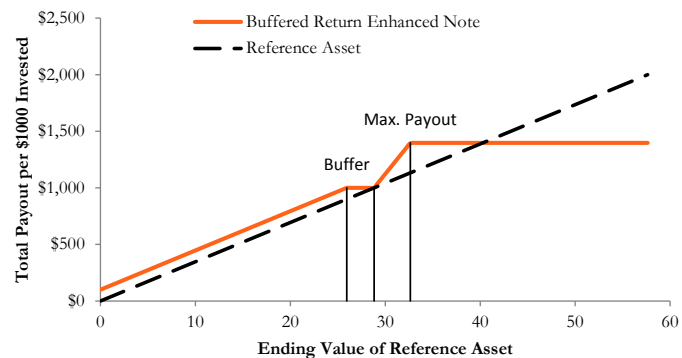 $2,500
Buffered Return Enhanced Note
Reference Asset
$2,000
Max. Payout
$1,500
Buffer
$1,000
$500
$0
0 10 20 30 40 50 60
Total Payout per $1000 Invested
Ending Value of Reference Asset